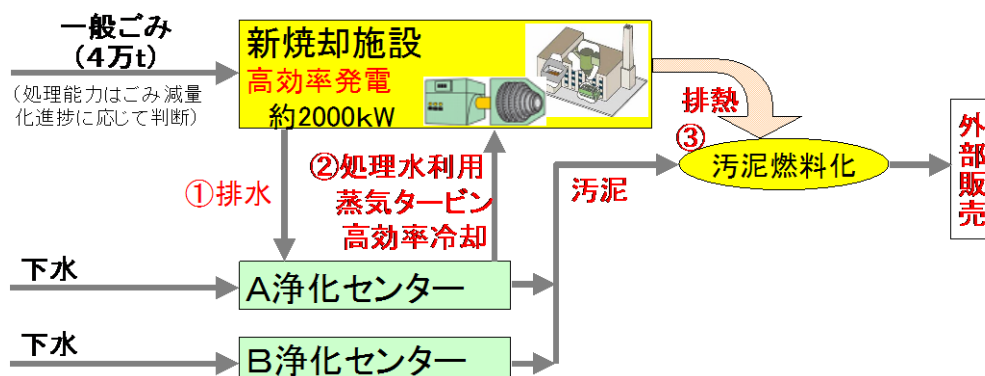 一般ごみ
(4万t)
(処理能力はごみ減量
化進捗に応じて判断)
新焼却施設
高効率発電
約2000kW
排熱
③
汚泥燃料化
外部販売
①排水
②処理水利用
蒸気タービン
高効率冷却
汚泥
下水
A浄化センター
下水
B浄化センター